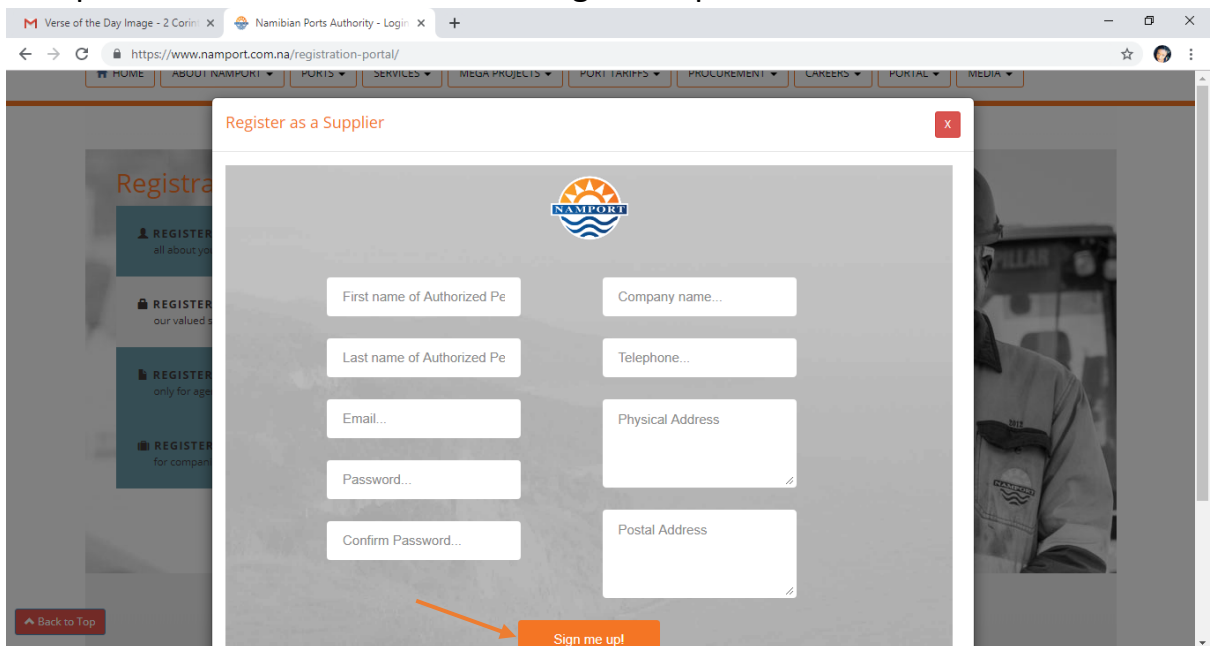 Verse of the Day Image - 2 Corint
Namibian Ports Authority - Login
https://www.namport.com.na/registration-portal/
HOME ABOUT NAMPORT PORTS SERVICES MEGA PROJECTS PORT TARIFFS PROCUREMENT CAREERS PORTAL MEDIA
Register as a Supplier
X
Registra
NAMPORT
REGISTER
all about yo
First name of Authorized Pe
Company name...
REGISTER
our valued s
Last name of Authorized Pe
Telephone...
REGISTER
only for age
Email...
Physical Address
REGISTER
for compan
Password...
Confirm Password...
Postal Address
PILLAR
NAMPORT
Back to Top
Sign me up!